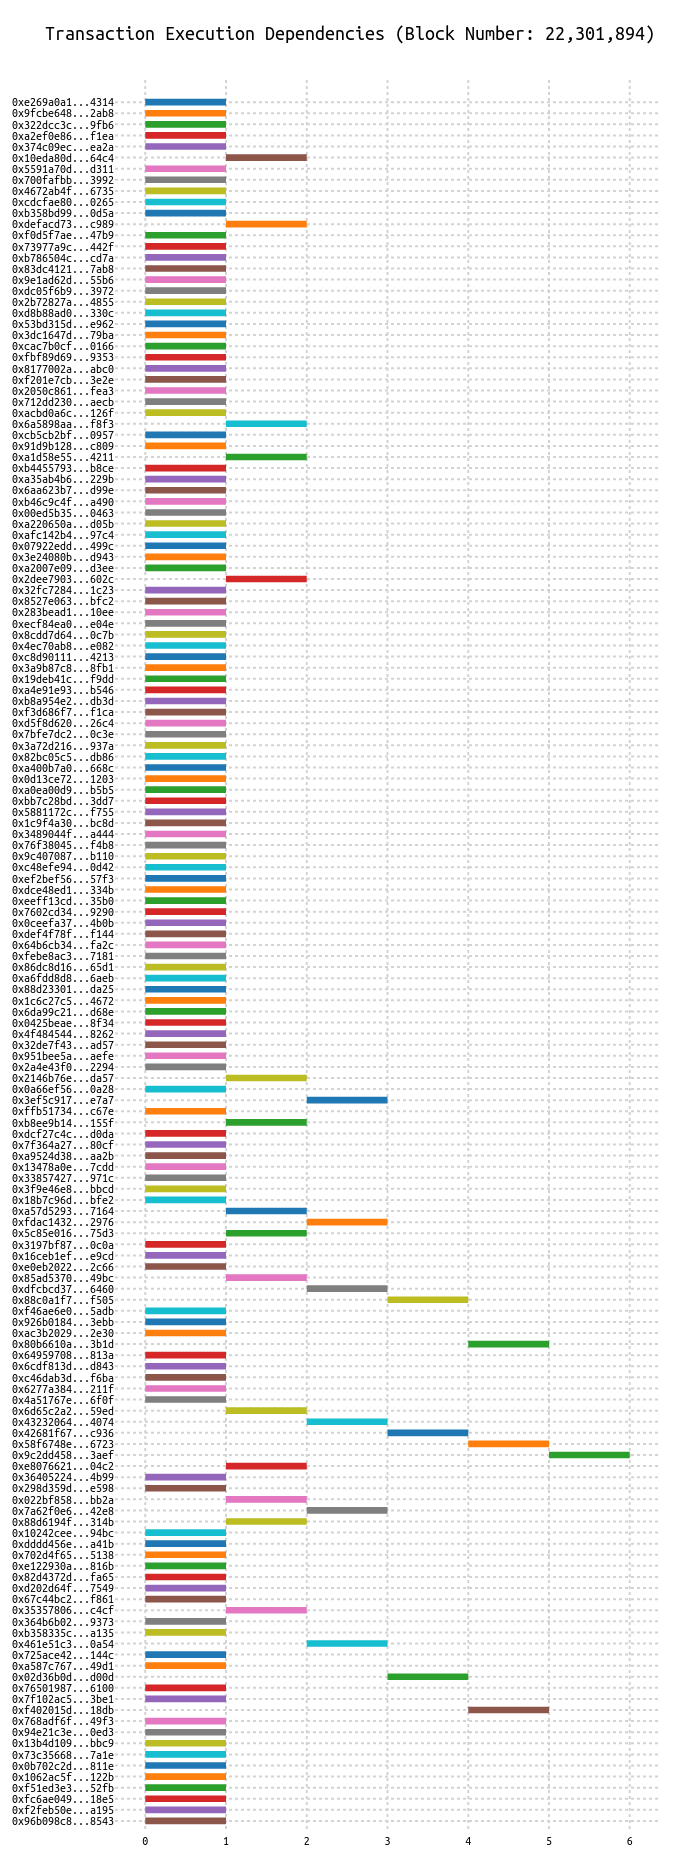 Transaction Execution Dependencies (Block Number: 22,301,894)
0xe269a0a1...4314
0x9fcbe648...2ab8
0x322dcc3c...9fb6
0xa2ef0e86...f1ea
0x374c09ec...ea2a
0x10eda80d...64c4
0x5591a70d...d311
0x700fafbb...3992
0x4672ab4f...6735
0xcdcfae80...0265
0xb358bd99...0d5a
0xdefacd73...c989
0xf0d5f7ae...47b9
0x73977a9c...442f
0xb786504c...cd7a
0x83dc4121...7ab8
0x9e1ad62d...55b6
0xdc05f6b9...3972
0x2b72827a...4855
0xd8b88ad0...330c
0x53bd315d...e962
0x3dc1647d...79ba
0xcac7b0cf...0166
0xfbf89d69...9353
0x8177002a...abc0
0xf201e7cb...3e2e
0x2050c861...fea3
0x712dd230...aecb
0xacbd0a6c...126f
0x6a5898aa...f8f3
0xcb5cb2bf...0957
0x91d9b128...c809
0xa1d58e55...4211
0xb4455793...b8ce
0xa35ab4b6...229b
0x6aa623b7...d99e
0xb46c9c4f...a490
0x00ed5b35...0463
0xa220650a...d05b
0xafc142b4...97c4
0x07922edd...499c
0x3e24080b...d943
0xa2007e09...d3ee
0x2dee7903...602c
0x32fc7284...1c23
0x8527e063...bfc2
0x283bead1...10ee
0xecf84ea0...e04e
0x8cdd7d64...0c7b
0x4ec70ab8...e082
0xc8d90111...4213
0x3a9b87c8...8fb1
0x19deb41c...f9dd
0xa4e91e93...b546
0xb8a954e2...db3d
0xf3d686f7...f1ca
0xd5f8d620...26c4
0x7bfe7dc2...0c3e
0x3a72d216...937a
0x82bc05c5...db86
0xa400b7a0...668c
0x0d13ce72...1203
0xa0ea00d9...b5b5
0xbb7c28bd...3dd7
0x5881172c...f755
0x1c9f4a30...bc8d
0x3489044f...a444
0x76f38045...f4b8
0x9c407087...b110
0xc48efe94...0d42
0xef2bef56...57f3
0xdce48ed1...334b
0xeeff13cd...35b0
0x7602cd34...9290
0x0ceefa37...4b0b
0xdef4f78f...f144
0x64b6cb34...fa2c
0xfebe8ac3...7181
0x86dc8d16...65d1
0xa6fdd8d8...6aeb
0x88d23301...da25
0x1c6c27c5...4672
0x6da99c21...d68e
0x0425beae...8f34
0x4f484544...8262
0x32de7f43...ad57
0x951bee5a...aefe
0x2a4e43f0...2294
0x2146b76e...da57
0x0a66ef56...0a28
0x3ef5c917...e7a7
0xffb51734...c67e
0xb8ee9b14...155f
0xdcf27c4c...d0da
0x7f364a27...80cf
0xa9524d38...aa2b
0x13478a0e...7cdd
0x33857427...971c
0x3f9e46e8...bbcd
0x18b7c96d...bfe2
0xa57d5293...7164
0xfdac1432...2976
0x5c85e016...75d3
0x3197bf87...0c0a
0x16ceb1ef...e9cd
0xe0eb2022...2c66
0x85ad5370...49bc
0xdfcbcd37...6460
0x88c0a1f7...f505
0xf46ae6e0...5adb
0x926b0184...3ebb
0xac3b2029...2e30
0x80b6610a...3b1d
0x64959708...813a
0x6cdf813d...d843
0xc46dab3d...f6ba
0x6277a384...211f
0x4a51767e...6f0f
0x6d65c2a2...59ed
0x43232064...4074
0x42681f67...c936
0x58f6748e...6723
0x9c2dd458...3aef
0xe8076621...04c2
0x36405224...4b99
0x298d359d...e598
0x022bf858...bb2a
0x7a62f0e6...42e8
0x88d6194f...314b
0x10242cee...94bc
0xdddd456e...a41b
0x702d4f65...5138
0xe122930a...816b
0x82d4372d...fa65
0xd202d64f...7549
0x67c44bc2...f861
0x35357806...c4cf
0x364b6b02...9373
0xb358335c...a135
0x461e51c3...0a54
0x725ace42...144c
0xa587c767...49d1
0x02d36b0d...d00d
0x76501987...6100
0x7f102ac5...3be1
0xf402015d...18db
0x768adf6f...49f3
0x94e21c3e...0ed3
0x13b4d109...bbc9
0x73c35668...7a1e
0x0b702c2d...811e
0x1062ac5f...122b
0xf51ed3e3...52fb
0xfc6ae049...18e5
0xf2feb50e...a195
0x96b098c8...8543
0 1 2 3 4 5 6